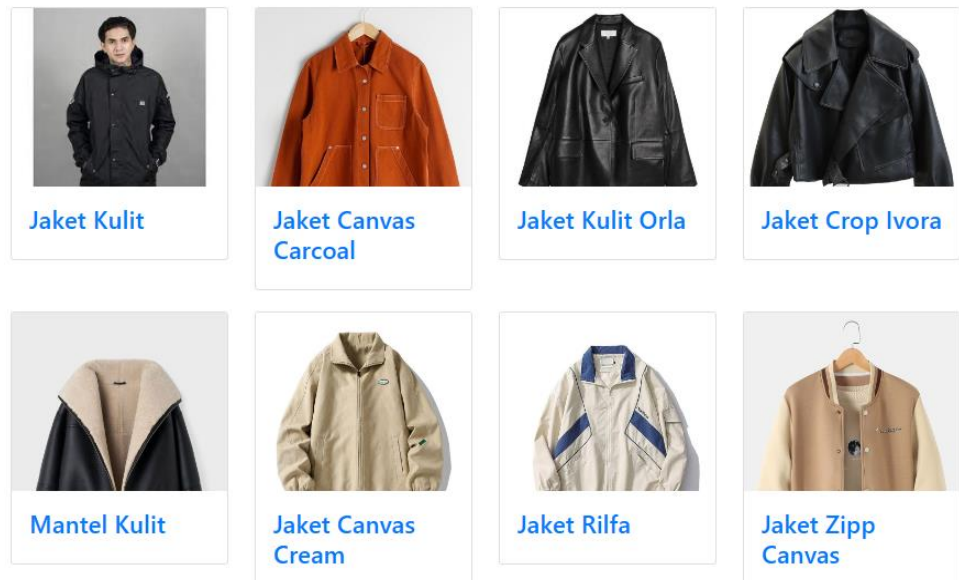 Jaket Kulit
Jaket Canvas
Carcoal
Jaket Kulit Orla
Jaket Crop Ivora
Mantel Kulit
Jaket Canvas
Cream
Jaket Rilfa
Jaket Zipp
Canvas